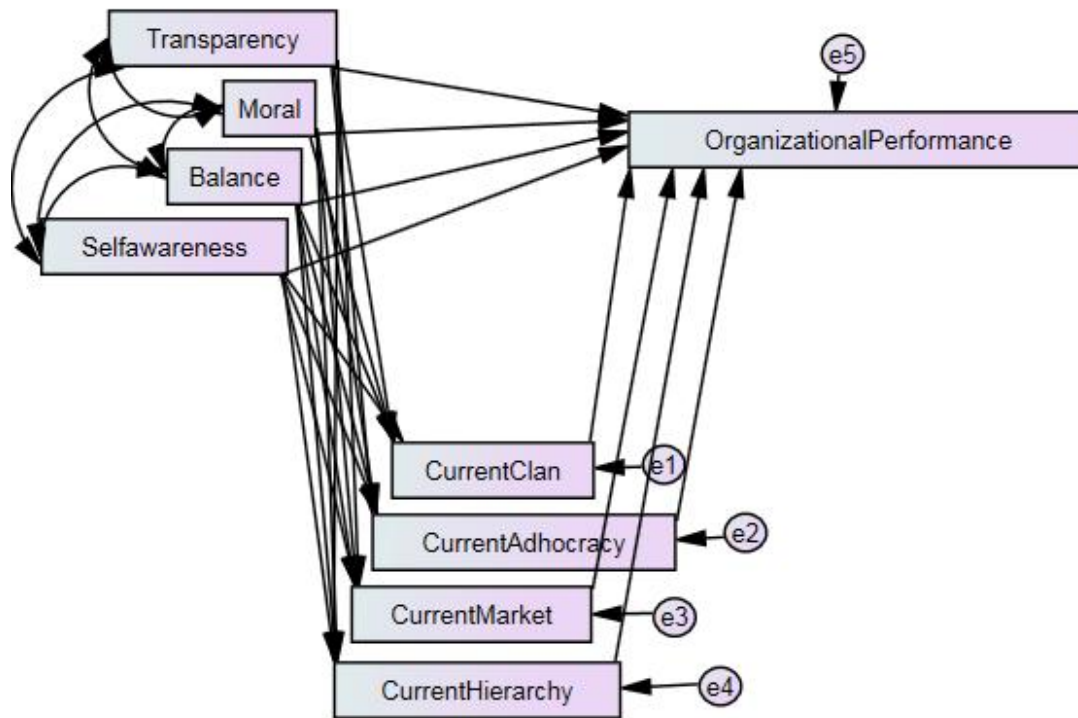 Transparency
e5
Moral
OrganizationalPerformance
Balance
Selfawareness
CurrentClan
e1
CurrentAdhocracy
e2
CurrentMarket
e3
CurrentHierarchy
e4